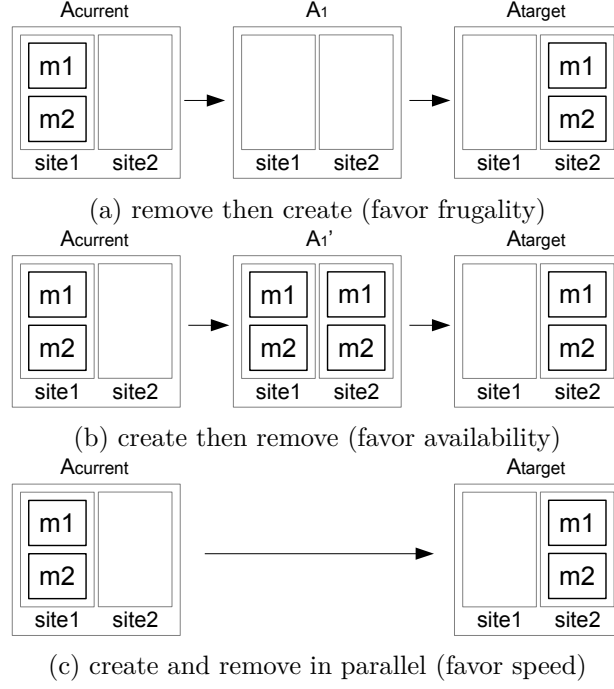 Acurrent A1 Atarget
m1 m1
m2 m2
site1 site2 site1 site2 site1 site2
(a) remove then create (favor frugality)
Acurrent A1' Atarget
m1 m1 m1 m1
m2 m2 m2 m2
site1 site2 site1 site2 site1 site2
(b) create then remove (favor availability)
Acurrent Atarget
m1 m1
m2 m2
site1 site2 site1 site2
(c) create and remove in parallel (favor speed)